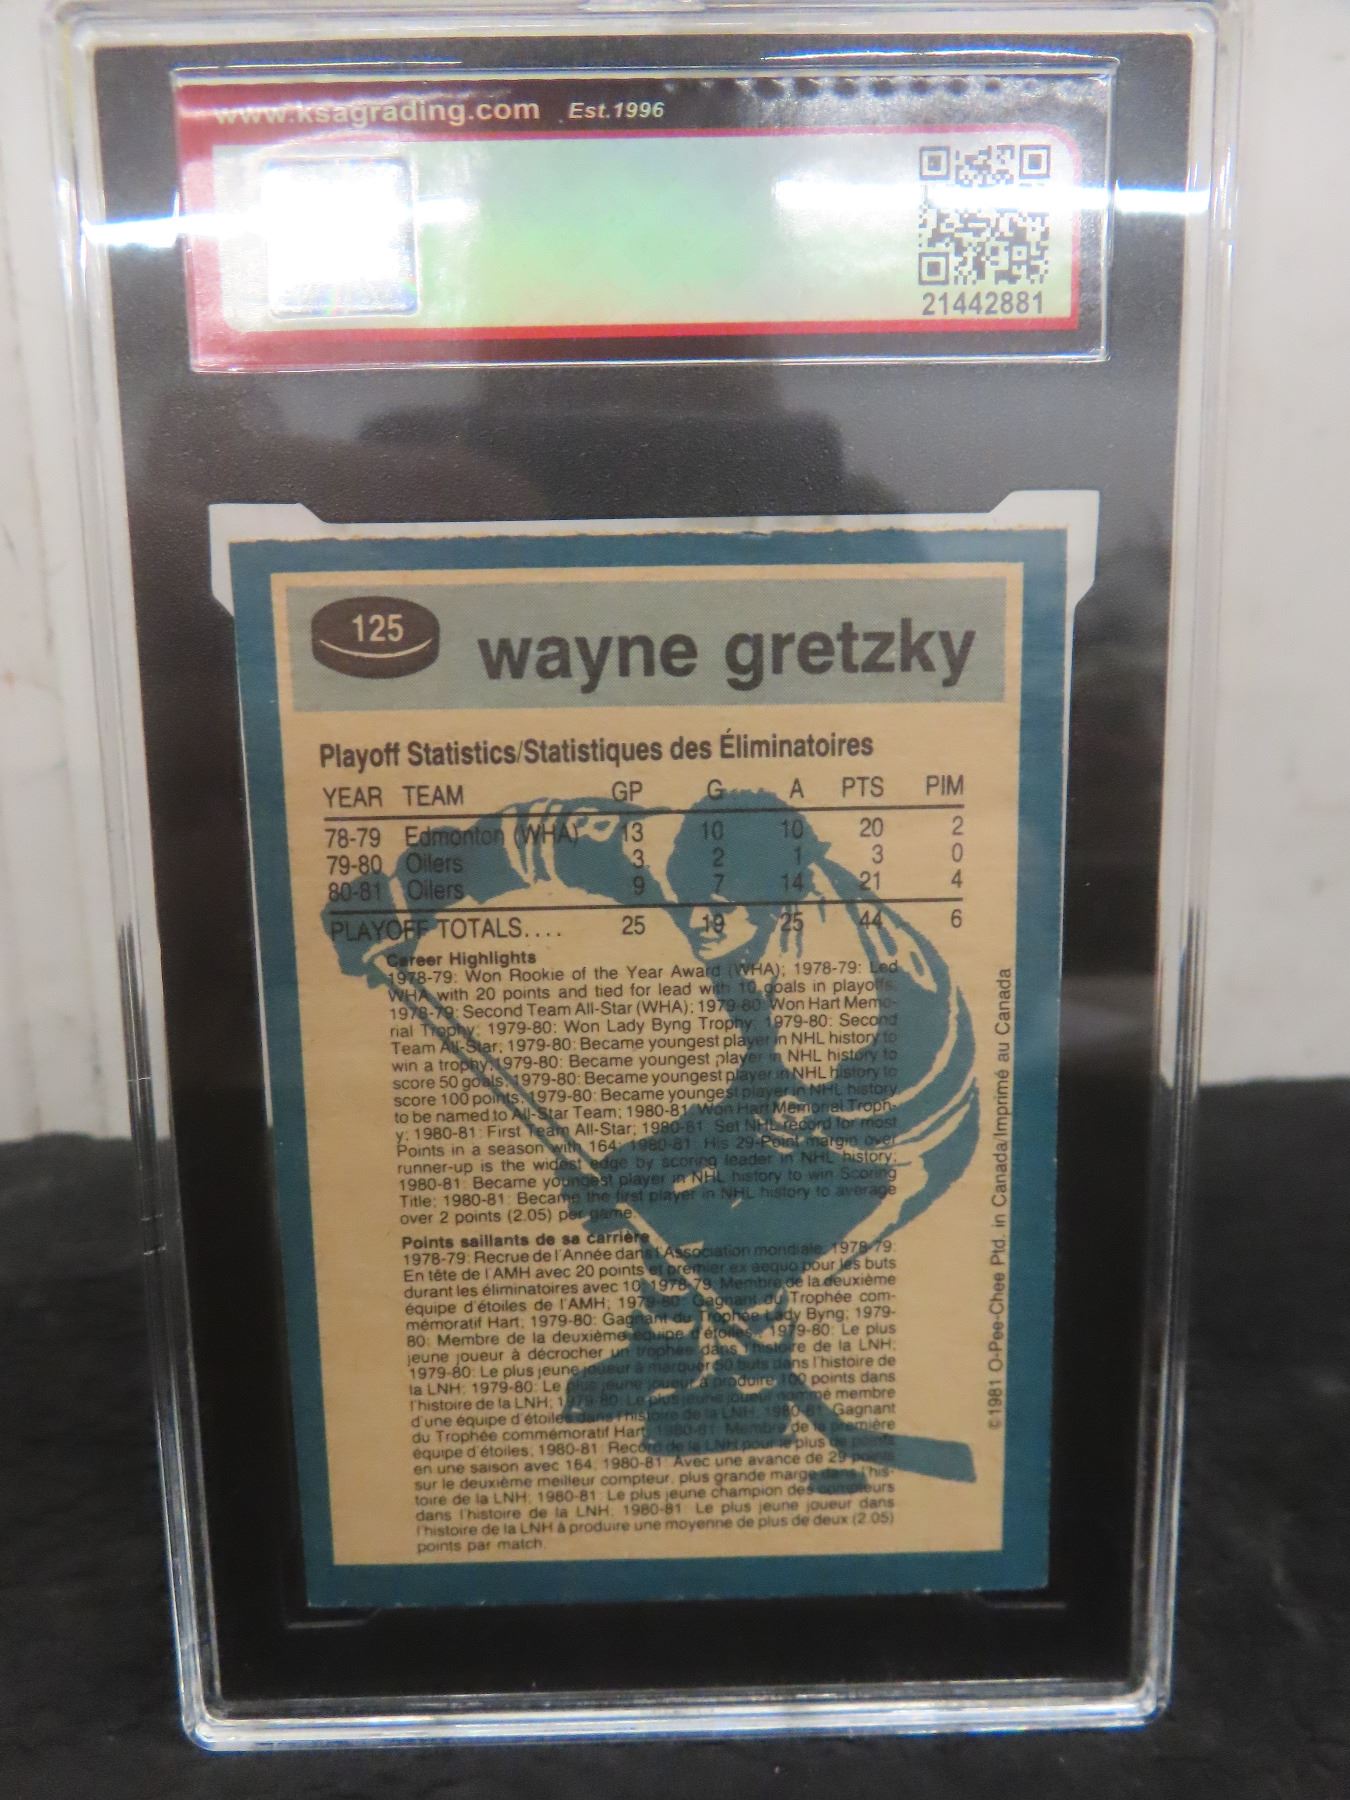 www.ksagrading.com Est.1996
21442881
125
wayne gretzky
Playoff Statistics/Statistiques des Éliminatoires
YEAR TEAM GP G A PTS PIM
78-79 Edmonton (WHA) 13 10 10 20 2
79-80 Oilers 3 2 1 3 0
80-81 Oilers 9 7 14 21 4
PLAYOFF TOTALS.... 25 19 25 44 6
Career Highlights
1978-79: Won Rookie of the Year Award (WHA); 1978-79: Led
WHA with 20 points and tied for lead with 10 goals in playoffs;
1978-79: Second Team All-Star (WHA); 1979-80: Won Hart Memo-
rial Trophy; 1979-80: Won Lady Byng Trophy; 1979-80: Second
Team All-Star; 1979-80: Became youngest player in NHL history to
win a trophy; 1979-80: Became youngest player in NHL history to
score 50 goals; 1979-80: Became youngest player in NHL history to
score 100 points; 1979-80: Became youngest player in NHL history
to be named to All-Star Team; 1980-81: Won Hart Memorial Troph-
y; 1980-81: First Team All-Star; 1980-81: Set NHL record for most
Points in a season with 164; 1980-81: His 29-Point margin over
runner-up is the widest edge by scoring leader in NHL history;
1980-81: Became youngest player in NHL history to win Scoring
Title; 1980-81: Became the first player in NHL history to average
over 2 points (2.05) per game.
Points saillants de sa carrière
1978-79: Recrue de l'Année dans l'Association mondiale; 1978-79:
En tête de l'AMH avec 20 points et premier ex aequo pour les buts
durant les éliminatoires avec 10; 1978-79: Membre de la deuxième
équipe d'étoiles de l'AMH; 1979-80: Gagnant du Trophée com-
mémoratif Hart; 1979-80: Gagnant du Trophée Lady Byng; 1979-
80: Membre de la deuxième équipe d'étoiles; 1979-80: Le plus
jeune joueur à décrocher un trophée dans l'histoire de la LNH;
1979-80: Le plus jeune joueur à marquer 50 buts dans l'histoire de
la LNH; 1979-80: Le plus jeune joueur à produire 100 points dans
l'histoire de la LNH; 1979-80: Le plus jeune joueur nommé membre
d'une équipe d'étoiles dans l'histoire de la LNH; 1980-81: Gagnant
du Trophée commémoratif Hart; 1980-81: Membre de la première
équipe d'étoiles; 1980-81: Record de la LNH pour le plus de points
en une saison avec 164; 1980-81: Avec une avance de 29 points
sur le deuxième meilleur compteur, plus grande marge dans l'his-
toire de la LNH; 1980-81: Le plus jeune champion des compteurs
dans l'histoire de la LNH; 1980-81: Le plus jeune joueur dans
l'histoire de la LNH à produire une moyenne de plus de deux (2.05)
points par match.
©1981 O-Pee-Chee Ptd. in Canada/Imprimé au Canada